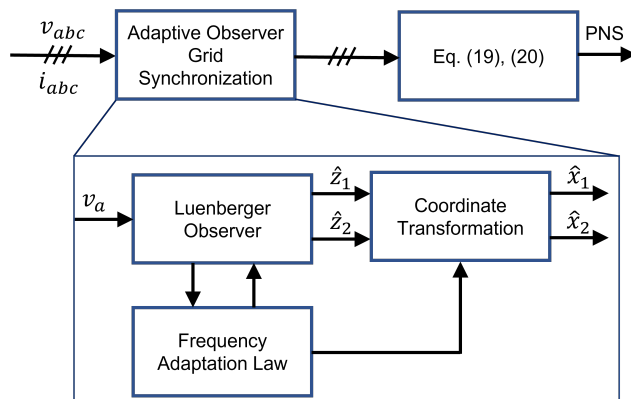 v_abc
i_abc
Adaptive Observer
Grid
Synchronization
Eq. (19), (20)
PNS
v_a
Luenberger
Observer
ẑ_1
ẑ_2
Coordinate
Transformation
x̂_1
x̂_2
Frequency
Adaptation Law